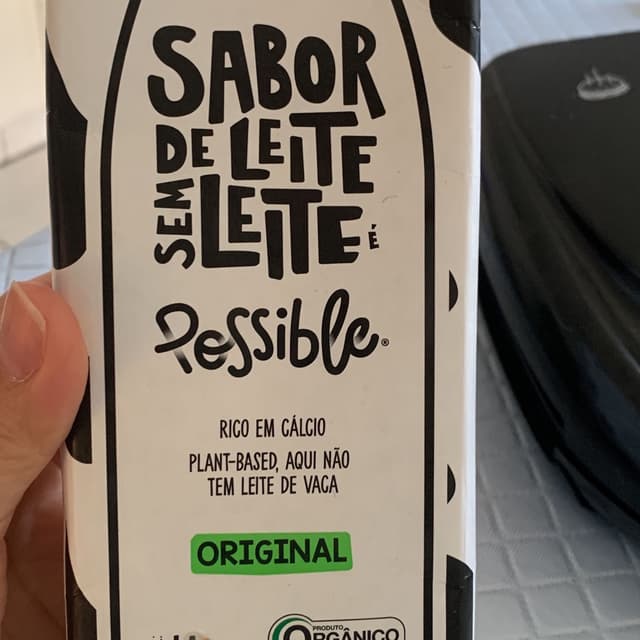 SABOR
DE LEITE
SEM LEITE É
Possible®
RICO EM CÁLCIO
PLANT-BASED, AQUI NÃO
TEM LEITE DE VACA
ORIGINAL
PRODUTO
ORGÂNICO